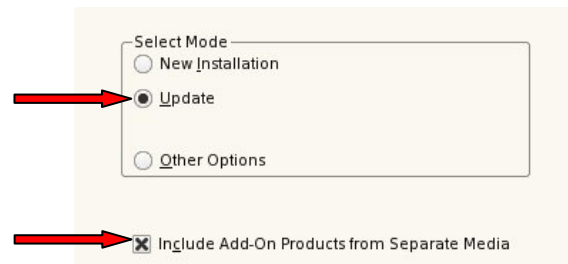 Select Mode
New Installation
Update
Other Options
Include Add-On Products from Separate Media